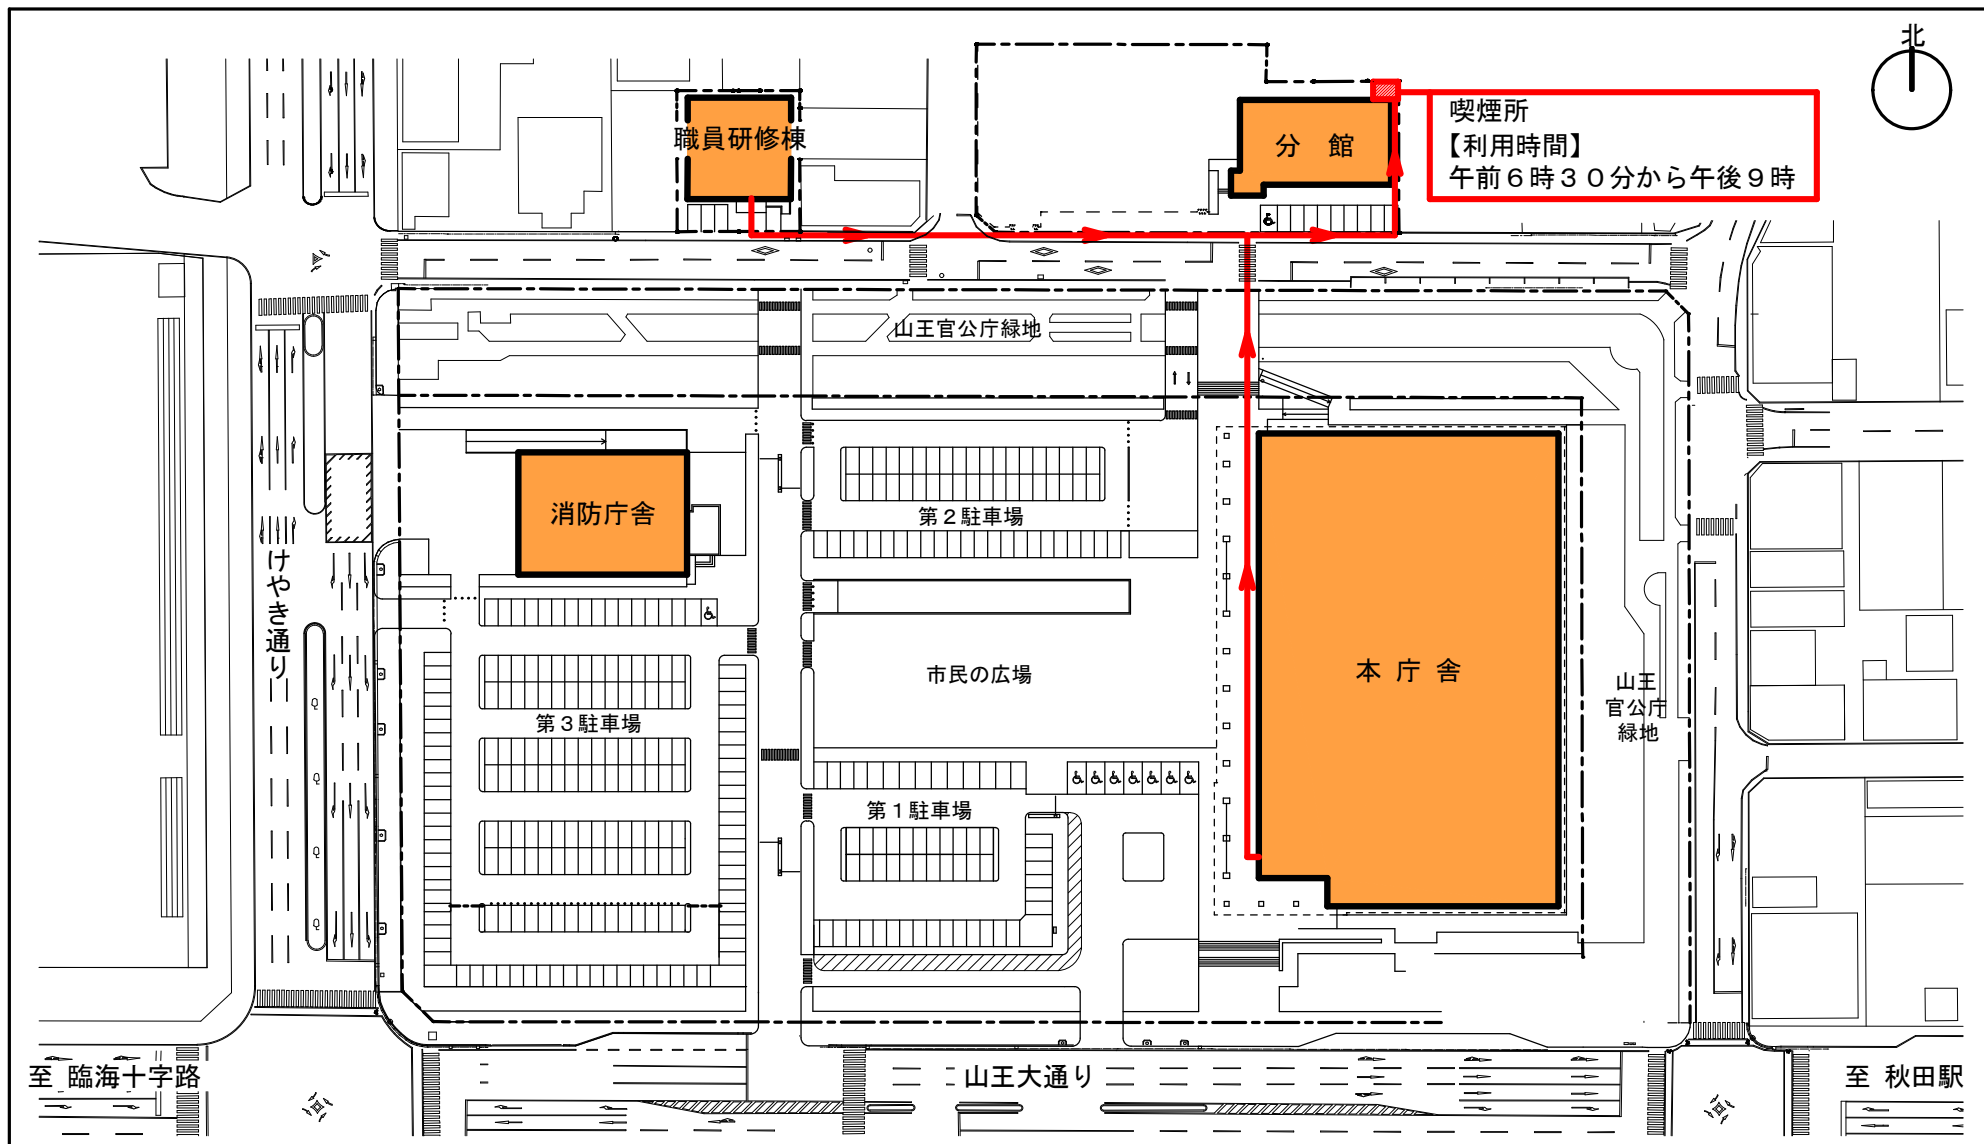 北
職員研修棟
分　館
喫煙所
【利用時間】
午前６時３０分から午後９時
山王官公庁緑地
消防庁舎
第２駐車場
けやき通り
市民の広場
本 庁 舎
山王
官公庁
緑地
第３駐車場
第１駐車場
至 臨海十字路
山王大通り
至 秋田駅